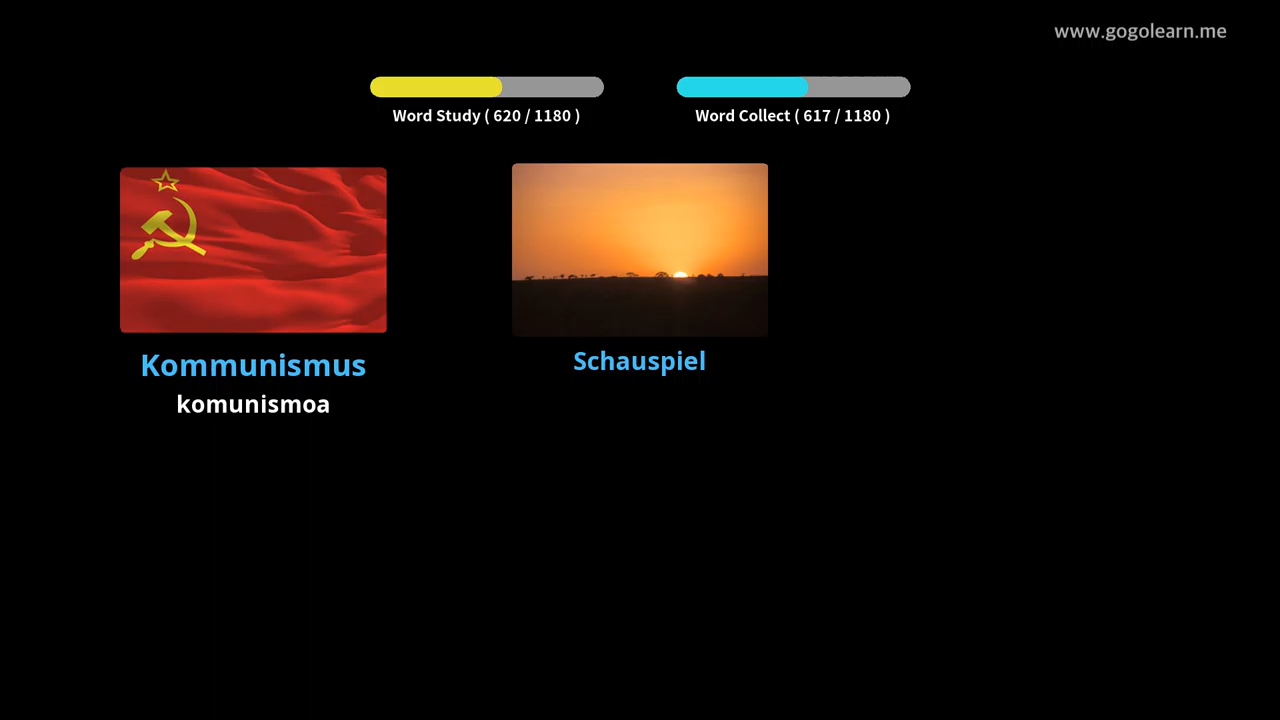 www.gogolearn.me
Word Study ( 620 / 1180 )
Word Collect ( 617 / 1180 )
Kommunismus
komunismoa
Schauspiel